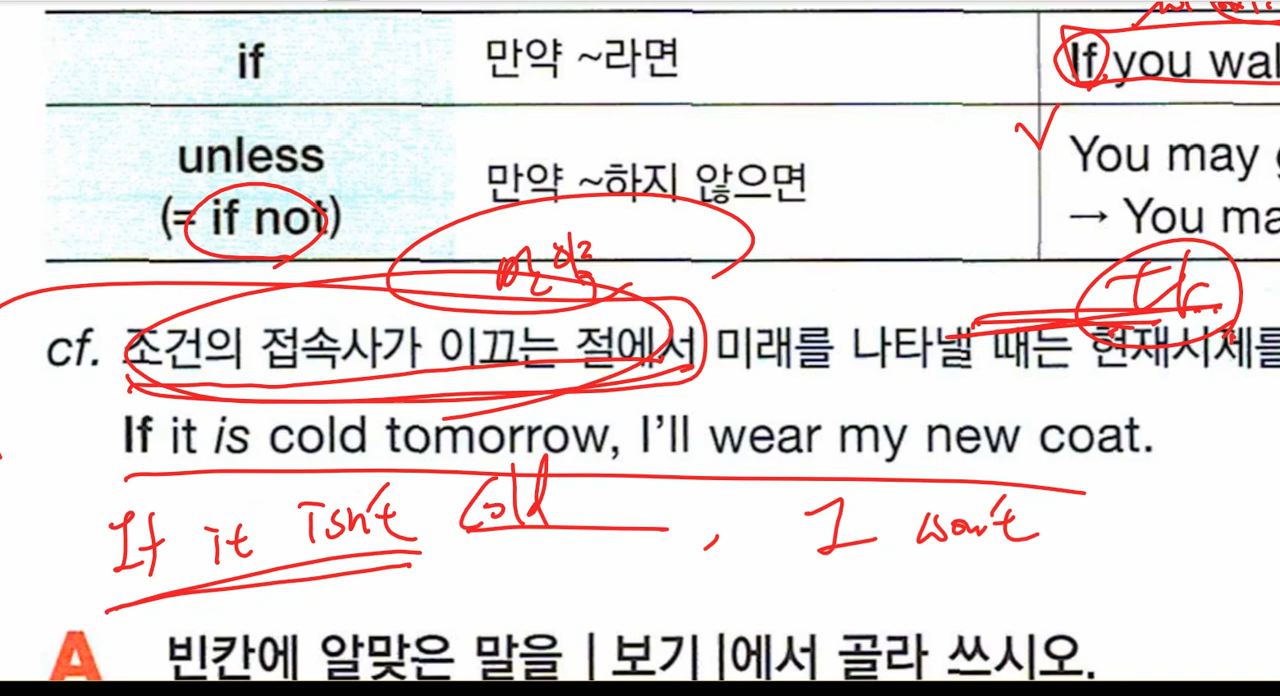 if 만약 ~라면 If you wal
unless 만약 ~하지 않으면 You may
(= if not) → You ma
만약
cf. 조건의 접속사가 이끄는 절에서 미래를 나타낼 때는 현재시제를
If it is cold tomorrow, I'll wear my new coat.
If it isn't cold , I won't
A 빈칸에 알맞은 말을 | 보기 |에서 골라 쓰시오.